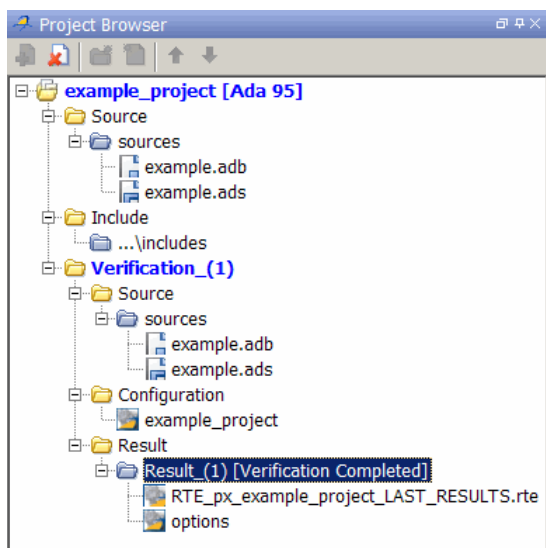 Project Browser
example_project [Ada 95]
Source
sources
example.adb
example.ads
Include
...\includes
Verification_(1)
Source
sources
example.adb
example.ads
Configuration
example_project
Result
Result_(1) [Verification Completed]
RTE_px_example_project_LAST_RESULTS.rte
options